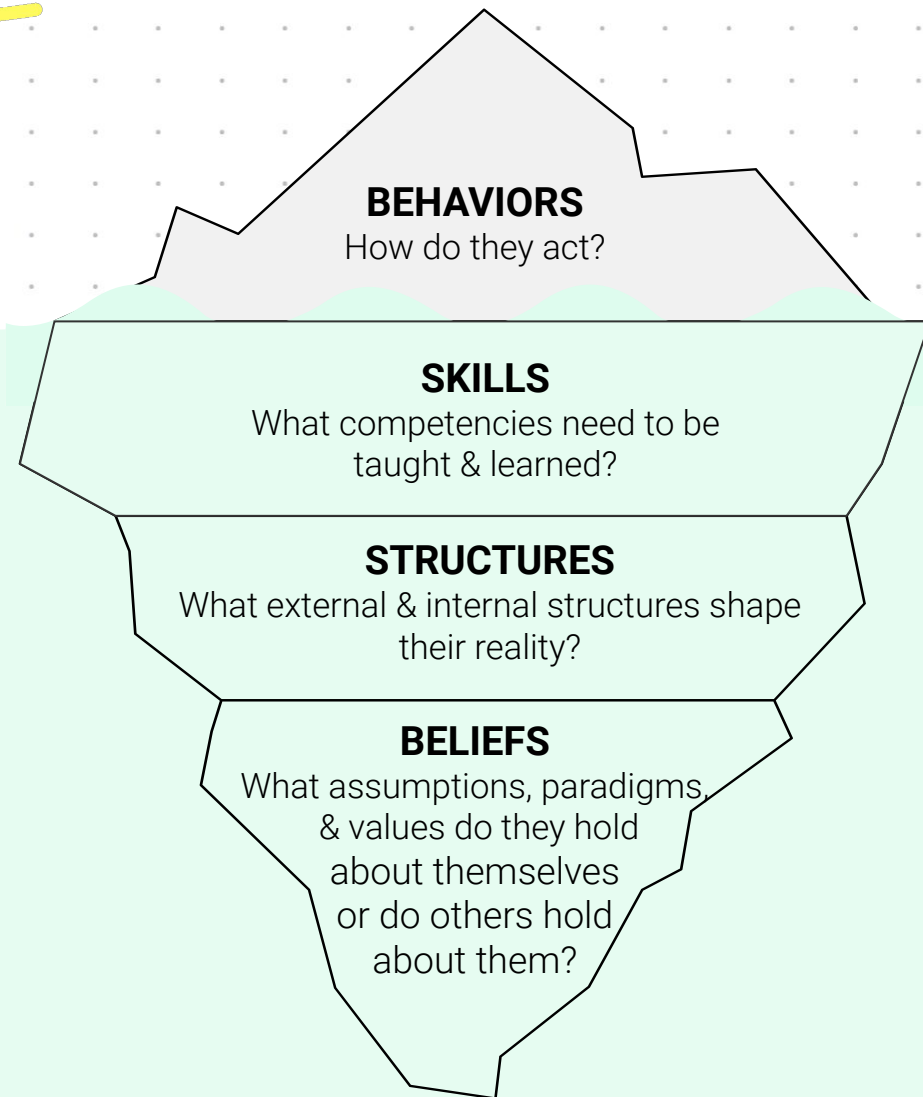 BEHAVIORS
How do they act?
SKILLS
What competencies need to be
taught & learned?
STRUCTURES
What external & internal structures shape
their reality?
BELIEFS
What assumptions, paradigms,
& values do they hold
about themselves
or do others hold
about them?